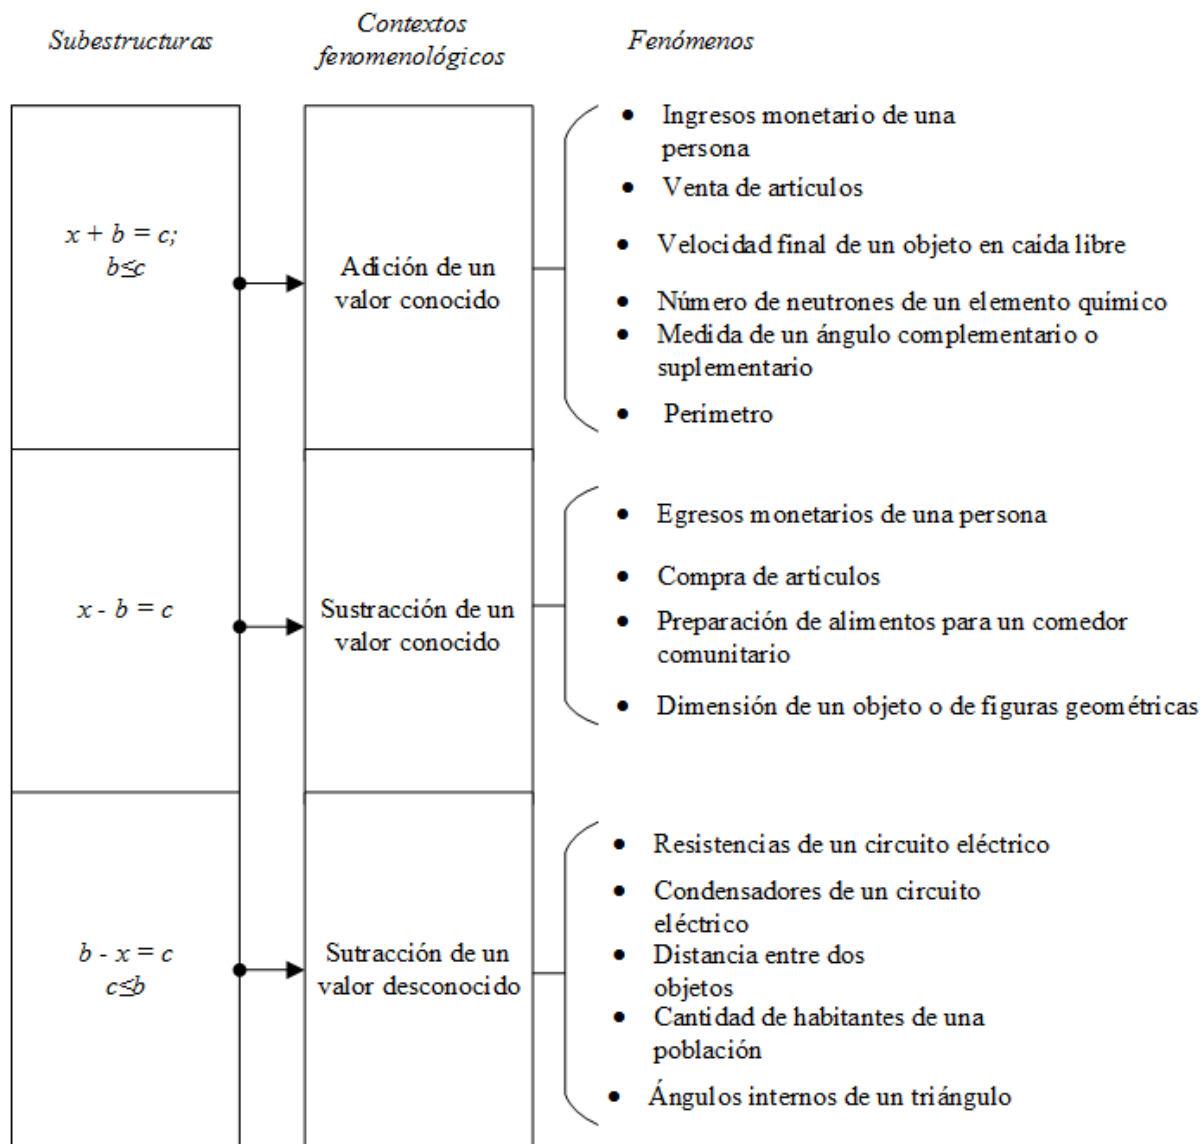 Subestructuras
Contextos
fenomenológicos
Fenómenos
x + b = c;
b≤c
Adición de un
valor conocido
• Ingresos monetario de una
persona
• Venta de artículos
• Velocidad final de un objeto en caída libre
• Número de neutrones de un elemento químico
• Medida de un ángulo complementario o
suplementario
• Perímetro
x - b = c
Sustracción de un
valor conocido
• Egresos monetarios de una persona
• Compra de artículos
• Preparación de alimentos para un comedor
comunitario
• Dimensión de un objeto o de figuras geométricas
b - x = c
c≤b
Sutracción de un
valor desconocido
• Resistencias de un circuito eléctrico
• Condensadores de un circuito
eléctrico
• Distancia entre dos
objetos
• Cantidad de habitantes de una
población
• Ángulos internos de un triángulo